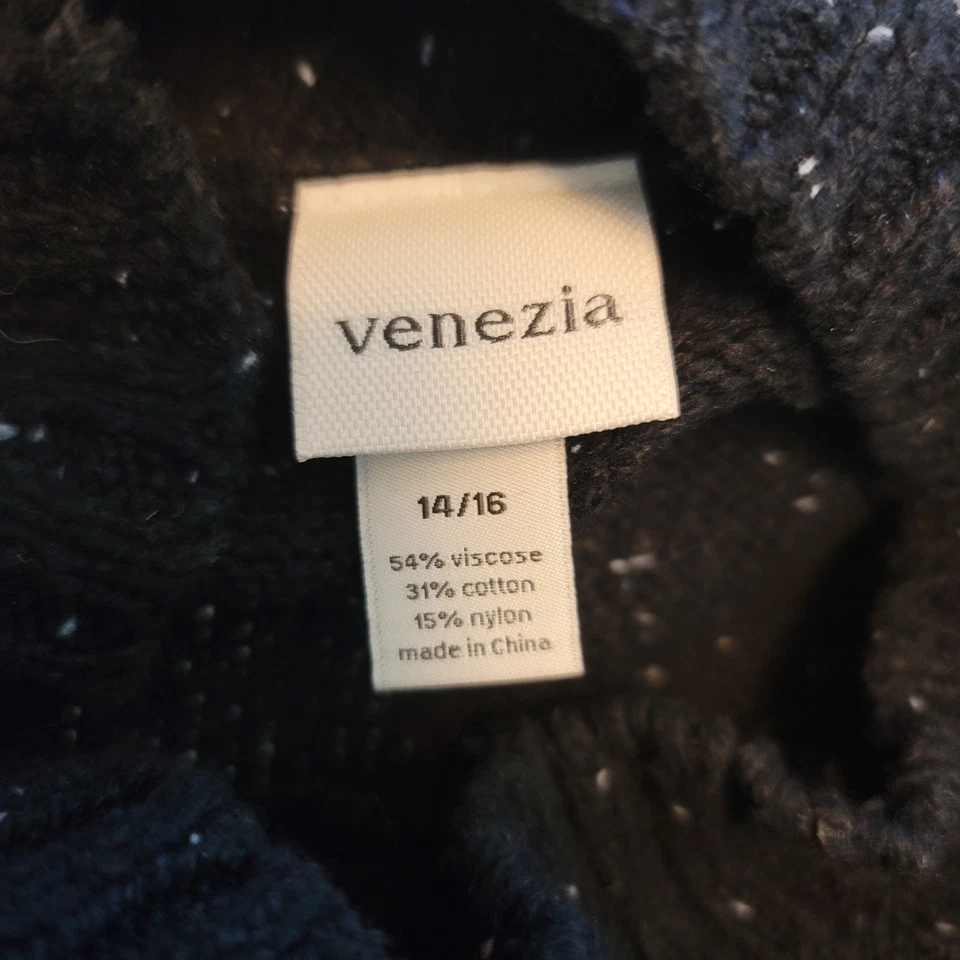 venezia
14/16
54% viscose
31% cotton
15% nylon
made in China